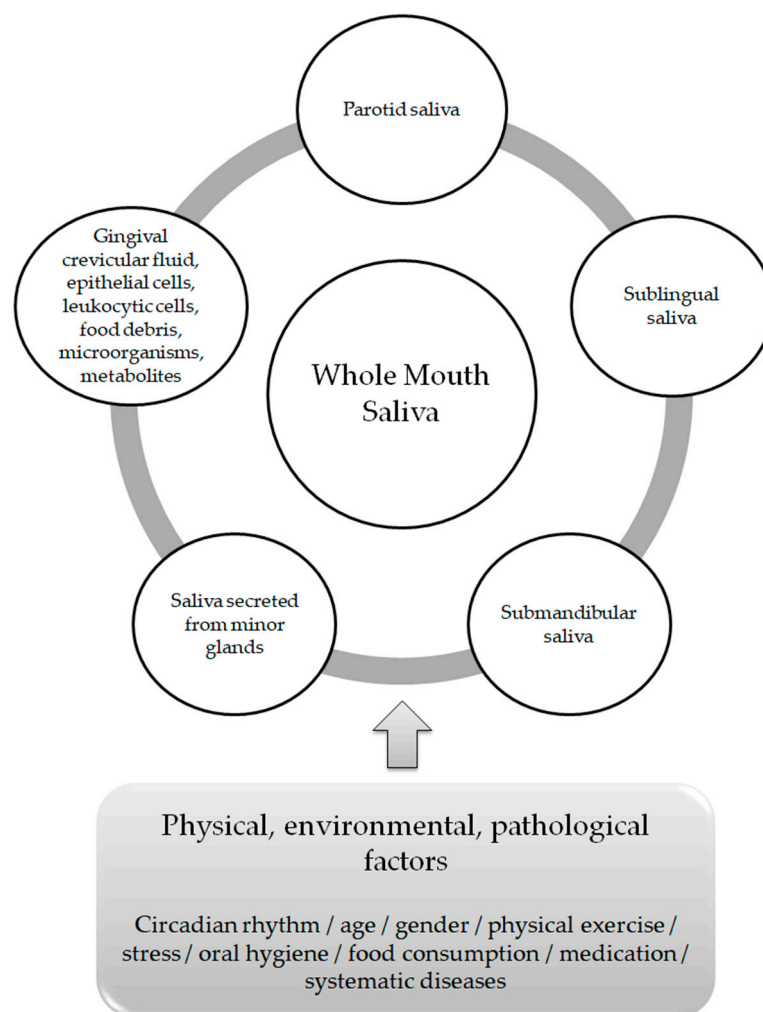 Parotid saliva
Gingival
crevicular fluid,
epithelial cells,
leukocytic cells,
food debris,
microorganisms,
metabolites
Sublingual
saliva
Whole Mouth
Saliva
Saliva secreted
from minor
glands
Submandibular
saliva
Physical, environmental, pathological
factors
Circadian rhythm / age / gender / physical exercise /
stress / oral hygiene / food consumption / medication /
systematic diseases